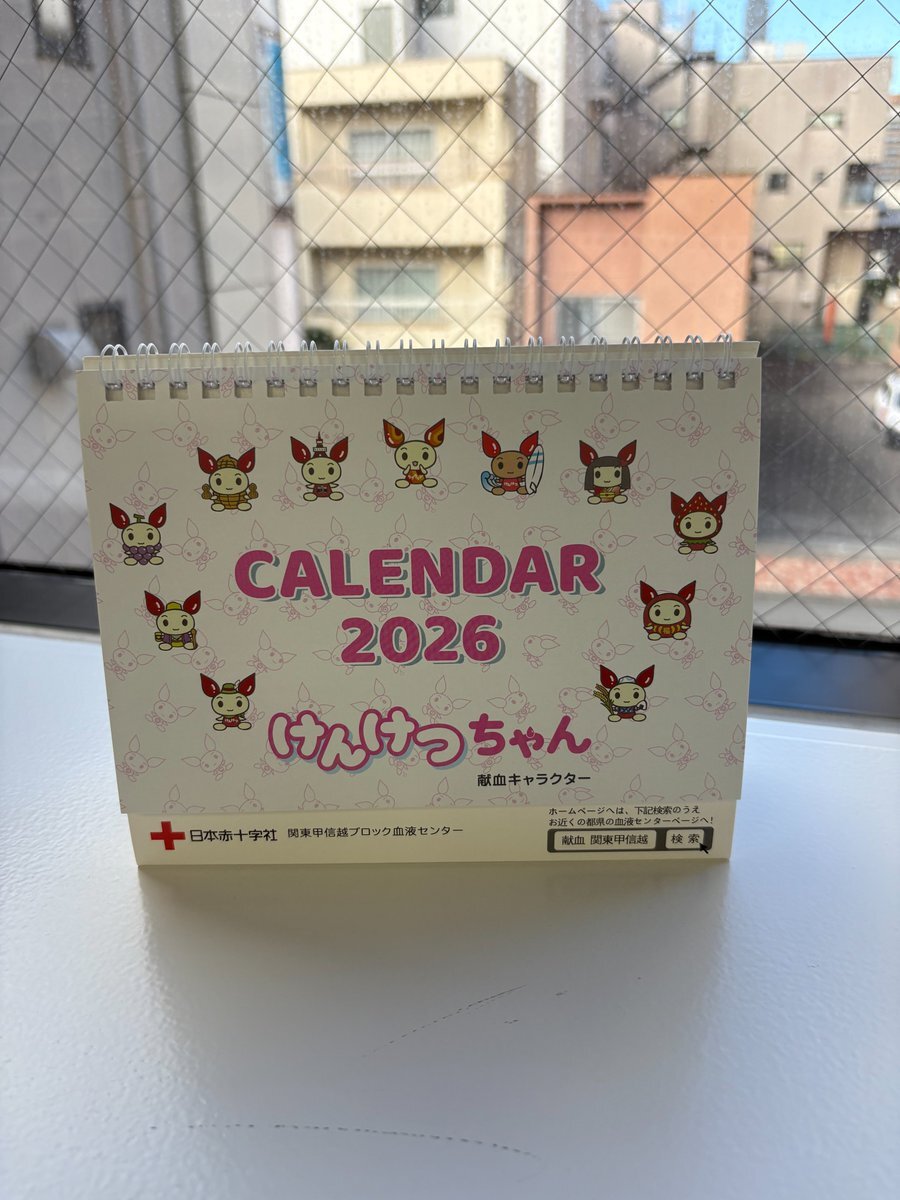 CALENDAR
2026
けんけつちゃん
献血キャラクター
日本赤十字社 関東甲信越ブロック血液センター
ホームページへは、下記検索のうえ
お近くの都県の血液センターページへ!
献血 関東甲信越 検索